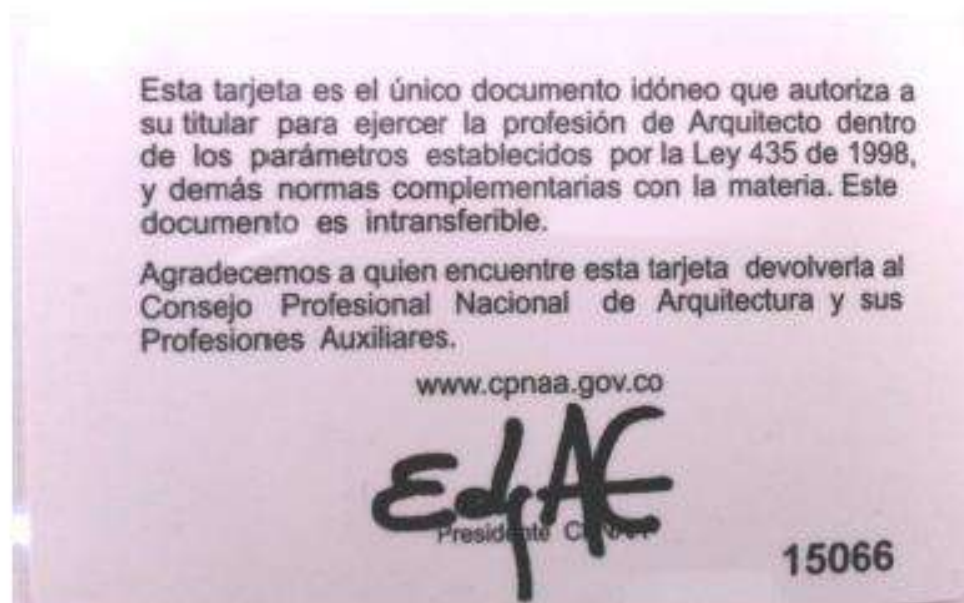 Esta tarjeta es el único documento idóneo que autoriza a
su titular para ejercer la profesión de Arquitecto dentro
de los parámetros establecidos por la Ley 435 de 1998,
y demás normas complementarias con la materia. Este
documento es intransferible.
Agradecemos a quien encuentre esta tarjeta devolverla al
Consejo Profesional Nacional de Arquitectura y sus
Profesiones Auxiliares.
www.cpnaa.gov.co
Presidente
15066